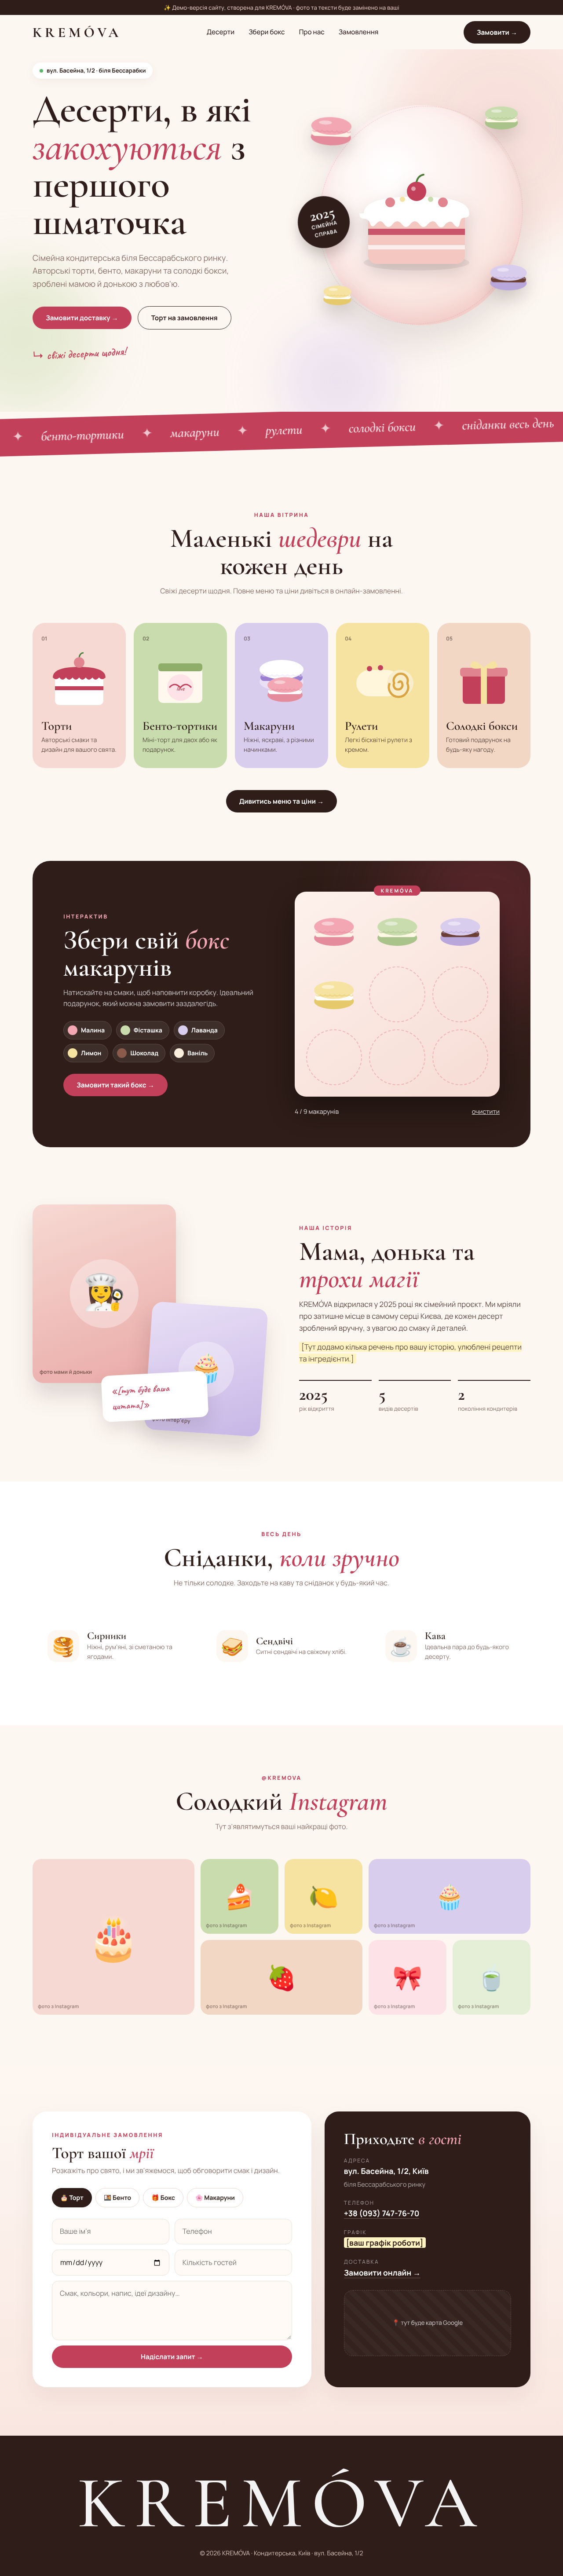 ✨ Демо-версія сайту, створена для KREMÓVA · фото та тексти буде замінено на ваші
KREMÓVA
Десерти
Збери бокс
Про нас
Замовлення
Замовити →
вул. Басейна, 1/2 · біля Бессарабки
Десерти, в які
закохуються з
першого
шматочка
Сімейна кондитерська біля Бессарабського ринку.
Авторські торти, бенто, макаруни та солодкі бокси,
зроблені мамою й донькою з любов'ю.
Замовити доставку →
Торт на замовлення
↪ свіжі десерти щодня!
2025
СІМЕЙНА
СПРАВА
✦ бенто-тортики ✦ макаруни ✦ рулети ✦ солодкі бокси ✦ сніданки весь день
НАША ВІТРИНА
Маленькі шедеври на
кожен день
Свіжі десерти щодня. Повне меню та ціни дивіться в онлайн-замовленні.
01
Торти
Авторські смаки та
дизайн для вашого свята.
02
Бенто-тортики
Міні-торт для двох або як
подарунок.
03
Макаруни
Ніжні, яскраві, з різними
начинками.
04
Рулети
Легкі бісквітні рулети з
кремом.
05
Солодкі бокси
Готовий подарунок на
будь-яку нагоду.
Дивитись меню та ціни →
ІНТЕРАКТИВ
Збери свій бокс
макарунів
Натискайте на смаки, щоб наповнити коробку. Ідеальний
подарунок, який можна замовити заздалегідь.
Малина
Фісташка
Лаванда
Лимон
Шоколад
Ваніль
Замовити такий бокс →
KREMÓVA
4 / 9 макарунів
очистити
фото мами й доньки
«[тут буде ваша
цитата]»
НАША ІСТОРІЯ
Мама, донька та
трохи магії
KREMÓVA відкрилася у 2025 році як сімейний проєкт. Ми мріяли
про затишне місце в самому серці Києва, де кожен десерт
зроблений вручну, з увагою до смаку й деталей.
[Тут додамо кілька речень про вашу історію, улюблені рецепти
та інгредієнти.]
2025
рік відкриття
5
видів десертів
2
покоління кондитерів
ВЕСЬ ДЕНЬ
Сніданки, коли зручно
Не тільки солодке. Заходьте на каву та сніданок у будь-який час.
Сирники
Ніжні, рум'яні, зі сметаною та
ягодами.
Сендвічі
Ситні сендвічі на свіжому хлібі.
Кава
Ідеальна пара до будь-якого
десерту.
@KREMOVA
Солодкий Instagram
Тут з'являтимуться ваші найкращі фото.
фото з Instagram
фото з Instagram
фото з Instagram
фото з Instagram
фото з Instagram
фото з Instagram
фото з Instagram
ІНДИВІДУАЛЬНЕ ЗАМОВЛЕННЯ
Торт вашої мрії
Розкажіть про свято, і ми зв'яжемося, щоб обговорити смак і дизайн.
🎂 Торт
🍱 Бенто
🎁 Бокс
🌸 Макаруни
Ваше ім'я
Телефон
mm/dd/yyyy
Кількість гостей
Смак, кольори, напис, ідеї дизайну...
Надіслати запит →
Приходьте в гості
АДРЕСА
вул. Басейна, 1/2, Київ
біля Бессарабського ринку
ТЕЛЕФОН
+38 (093) 747-76-70
ГРАФІК
[ваш графік роботи]
ДОСТАВКА
Замовити онлайн →
📍 тут буде карта Google
KREMÓVA
© 2026 KREMÓVA · Кондитерська, Київ · вул. Басейна, 1/2